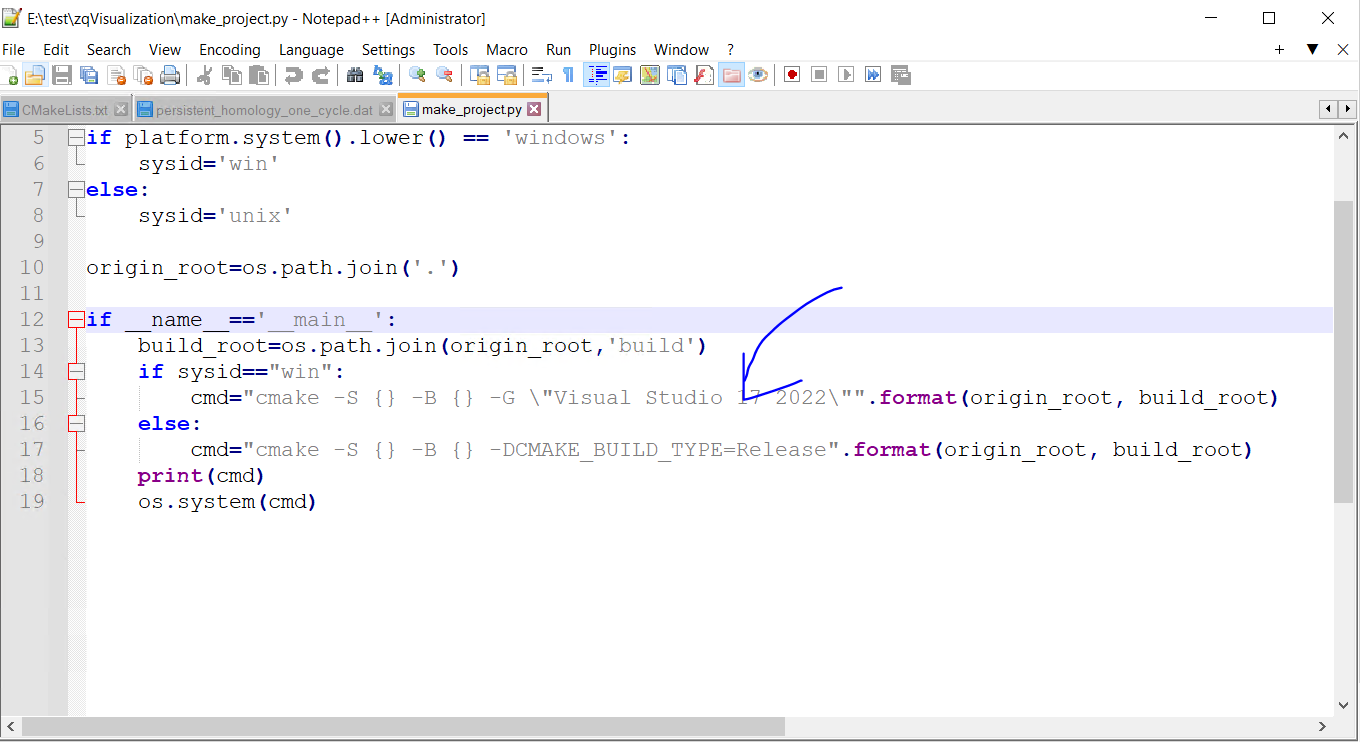 E:\test\zqVisualization\make_project.py - Notepad++ [Administrator]
File Edit Search View Encoding Language Settings Tools Macro Run Plugins Window ?
CMakeLists.txt persistent_homology_one_cycle.dat make_project.py
5 if platform.system().lower() == 'windows':
6 sysid='win'
7 else:
8 sysid='unix'
9
10 origin_root=os.path.join('.')
11
12 if __name__=='__main__':
13 build_root=os.path.join(origin_root,'build')
14 if sysid=="win":
15 cmd="cmake -S {} -B {} -G \"Visual Studio 17 2022\"".format(origin_root, build_root)
16 else:
17 cmd="cmake -S {} -B {} -DCMAKE_BUILD_TYPE=Release".format(origin_root, build_root)
18 print(cmd)
19 os.system(cmd)